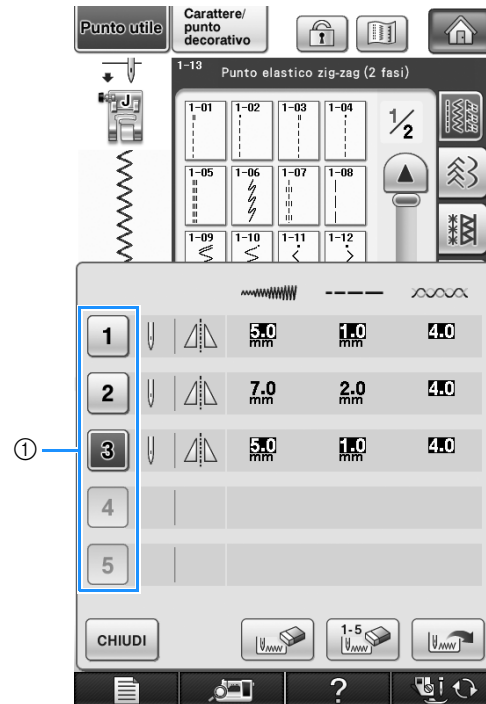 Punto utile
Caratt­ere/
punto
decorativo
1-13
Punto elastico zig-zag (2 fasi)
J
1-01 1-02 1-03 1-04
1/2
1-05 1-06 1-07 1-08
1-09 1-10 1-11 1-12
1 5.0 mm 1.0 mm 4.0
2 7.0 mm 2.0 mm 4.0
① 3 5.0 mm 1.0 mm 4.0
4
5
CHIUDI 1-5
?